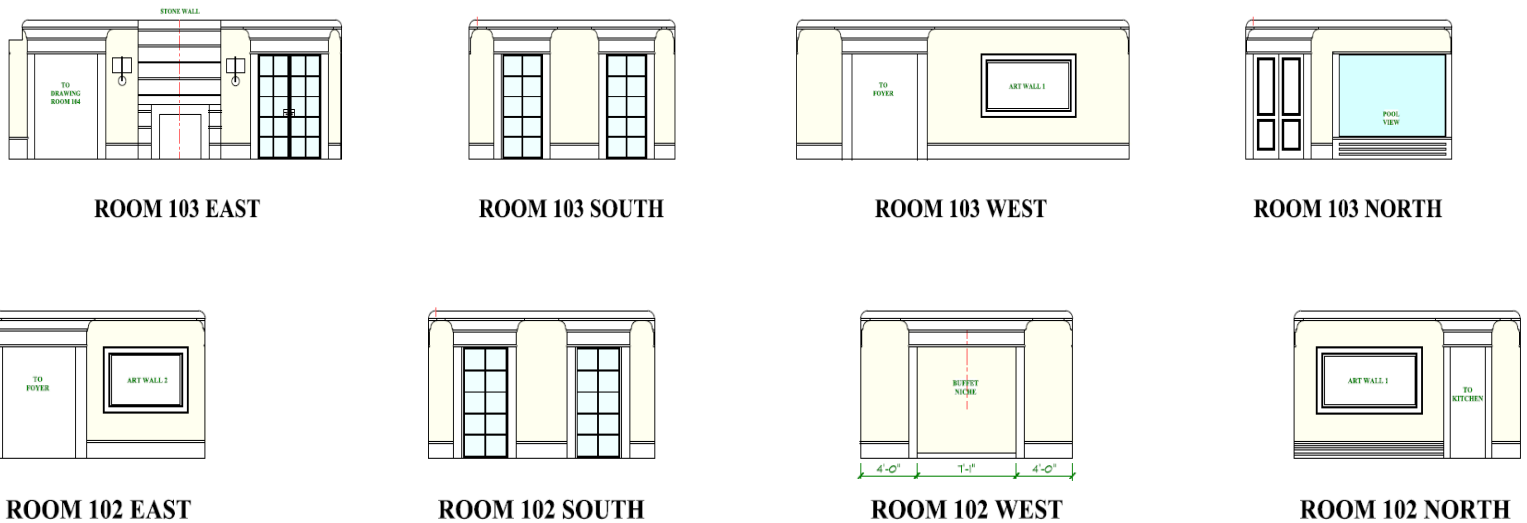 STONE WALL
TO
DRAWING
ROOM 104
TO
FOYER
ART WALL 1
POOL
VIEW
ROOM 103 EAST
ROOM 103 SOUTH
ROOM 103 WEST
ROOM 103 NORTH
TO
FOYER
ART WALL 2
BUFFET
NICHE
ART WALL 1
TO
KITCHEN
4'-0"
7'-1"
4'-0"
ROOM 102 EAST
ROOM 102 SOUTH
ROOM 102 WEST
ROOM 102 NORTH